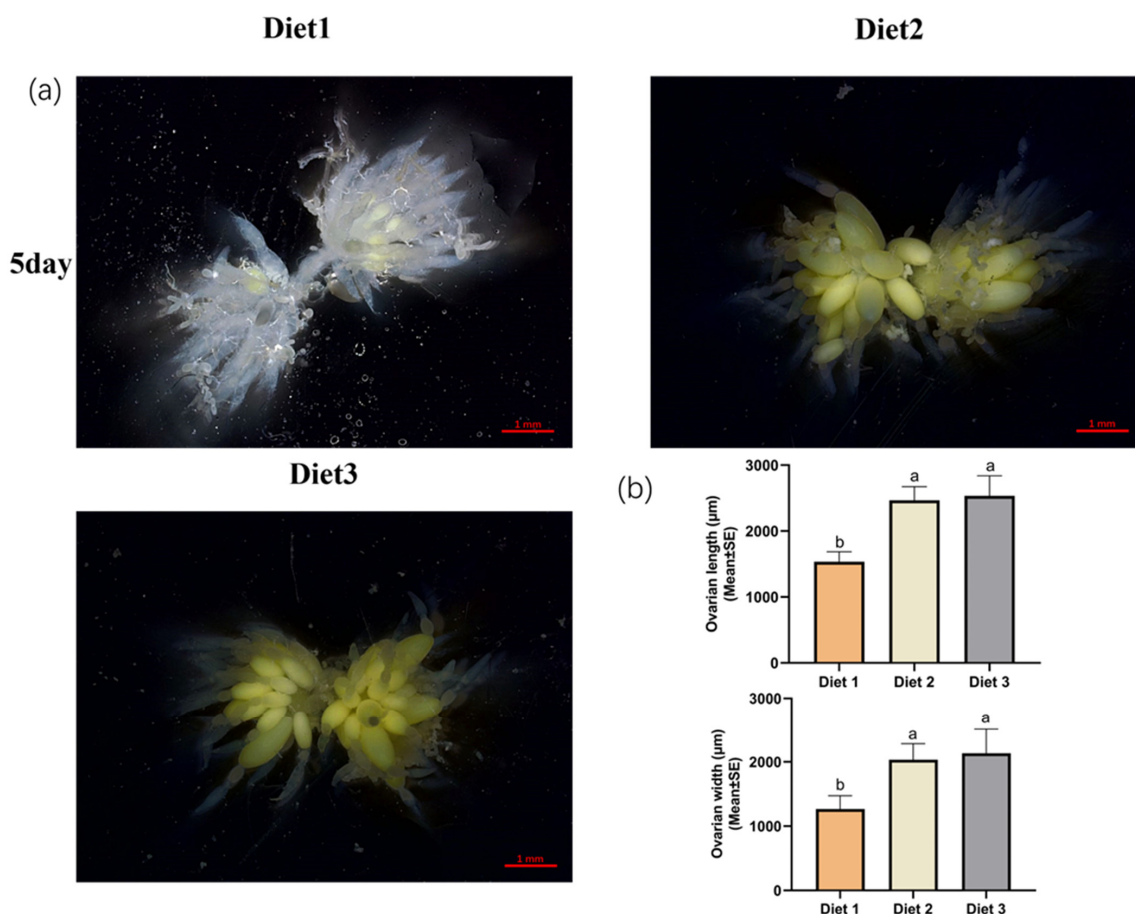 Diet1
Diet2
(a)
5day
1 mm
1 mm
Diet3
1 mm
(b)
Ovarian length (μm)
(Mean±SE)
3000
2000
1000
0
b
a
a
Diet 1
Diet 2
Diet 3
Ovarian width (μm)
(Mean±SE)
3000
2000
1000
0
b
a
a
Diet 1
Diet 2
Diet 3